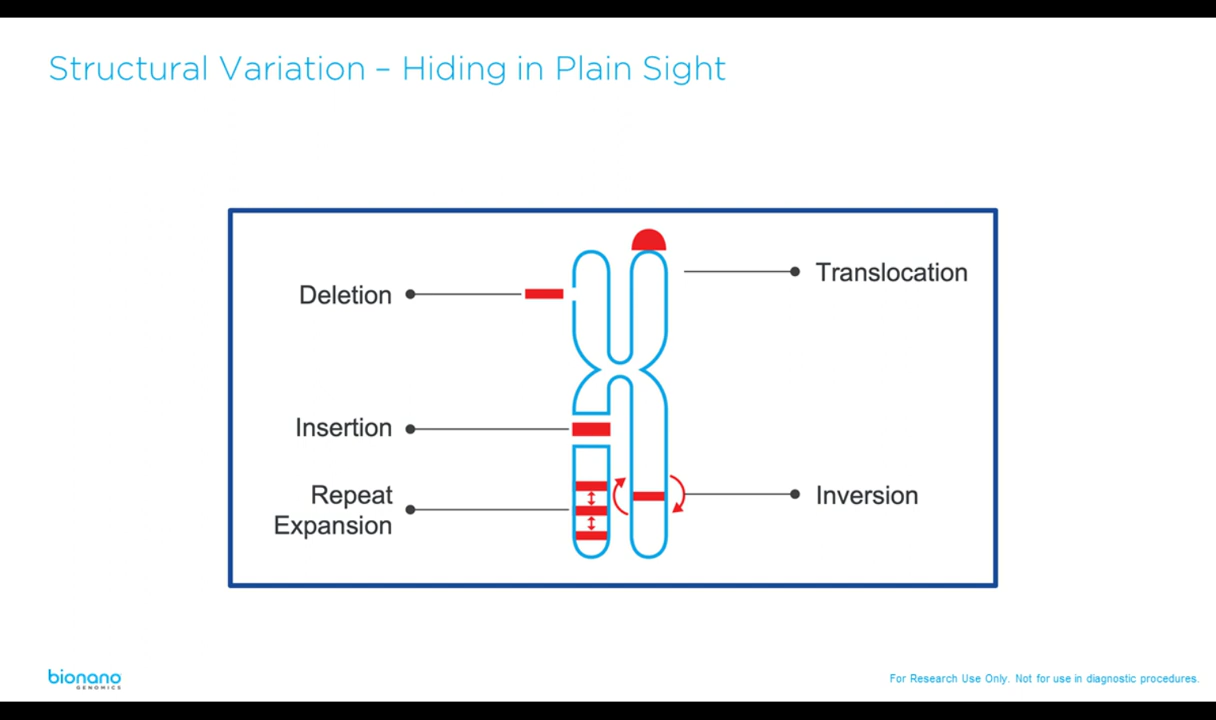 Structural Variation – Hiding in Plain Sight
Deletion
Translocation
Insertion
Repeat
Expansion
Inversion
bionano
GENOMICS
For Research Use Only. Not for use in diagnostic procedures.